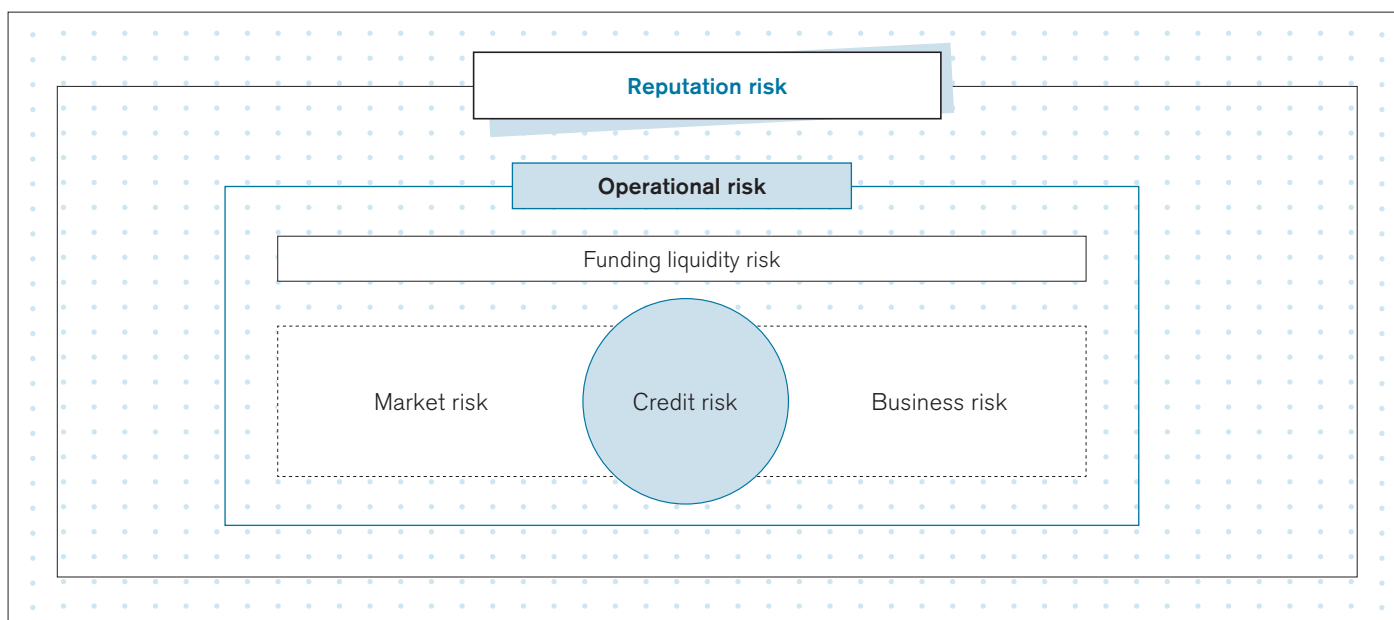 Reputation risk
Operational risk
Funding liquidity risk
Market risk
Credit risk
Business risk